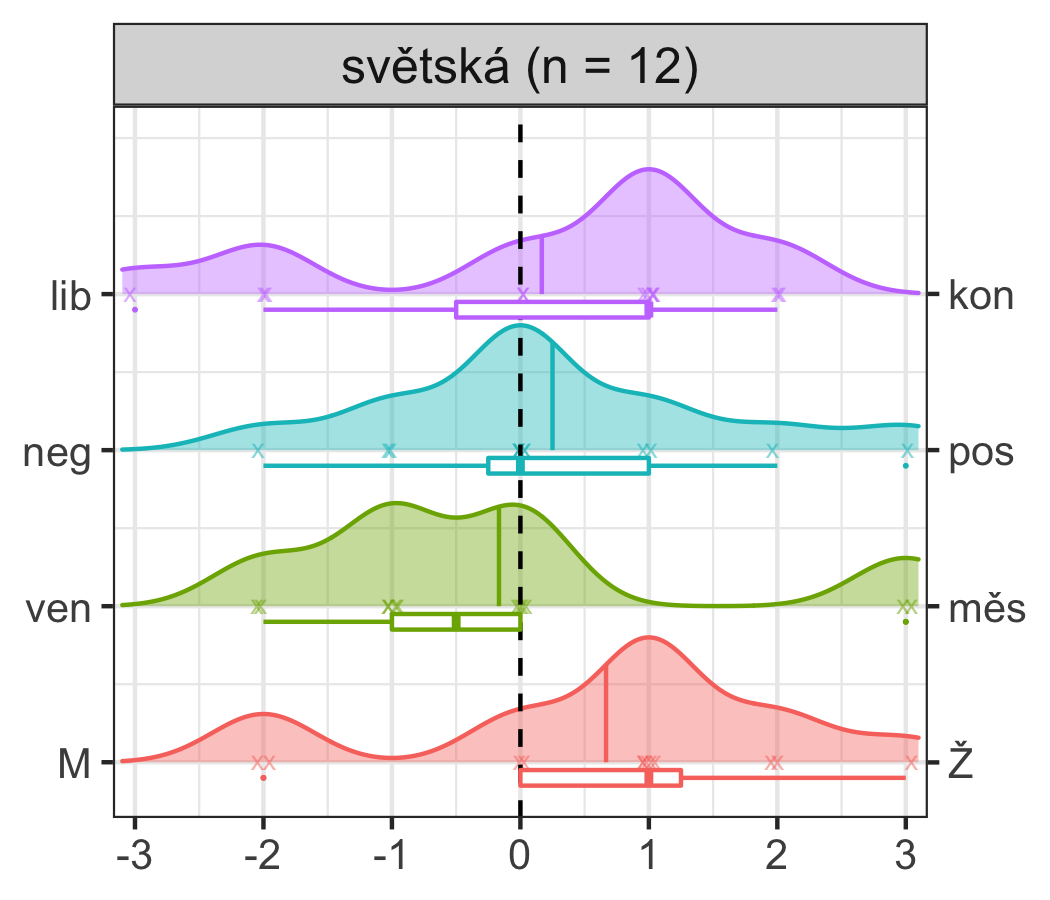 světská (n = 12)
lib kon
neg pos
ven měs
M Ž
-3 -2 -1 0 1 2 3